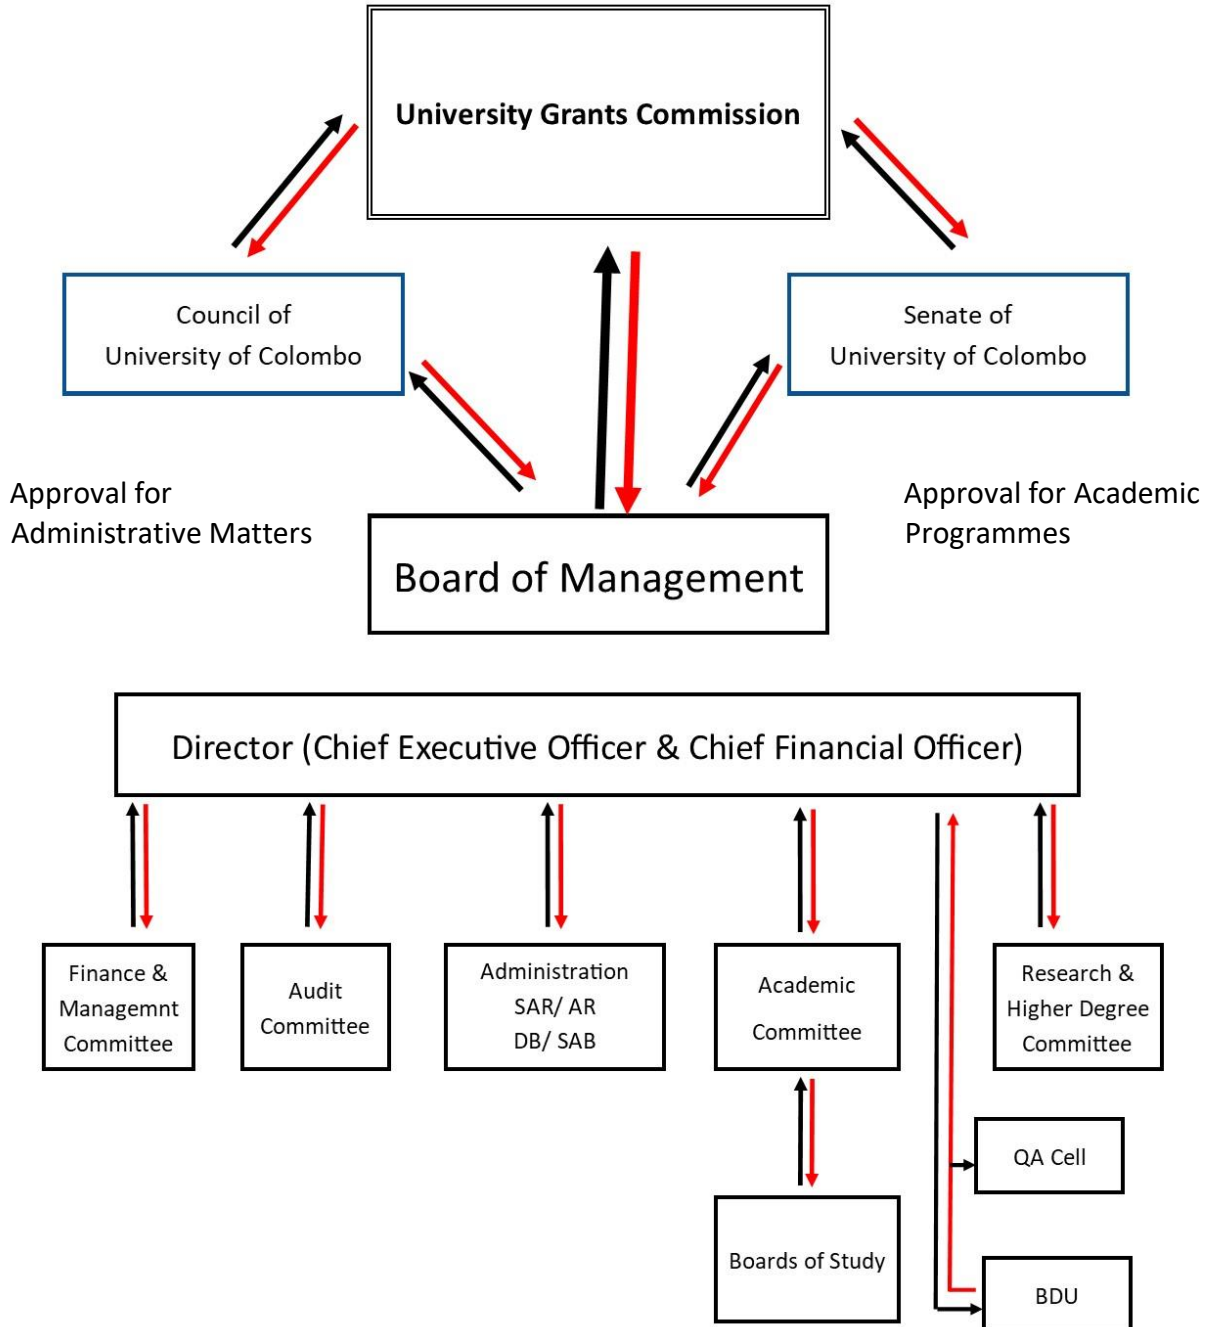 University Grants Commission
Council of
University of Colombo
Senate of
University of Colombo
Approval for
Administrative Matters
Approval for Academic
Programmes
Board of Management
Director (Chief Executive Officer & Chief Financial Officer)
Finance &
Managemnt
Committee
Audit
Committee
Administration
SAR/ AR
DB/ SAB
Academic
Committee
Research &
Higher Degree
Committee
QA Cell
Boards of Study
BDU